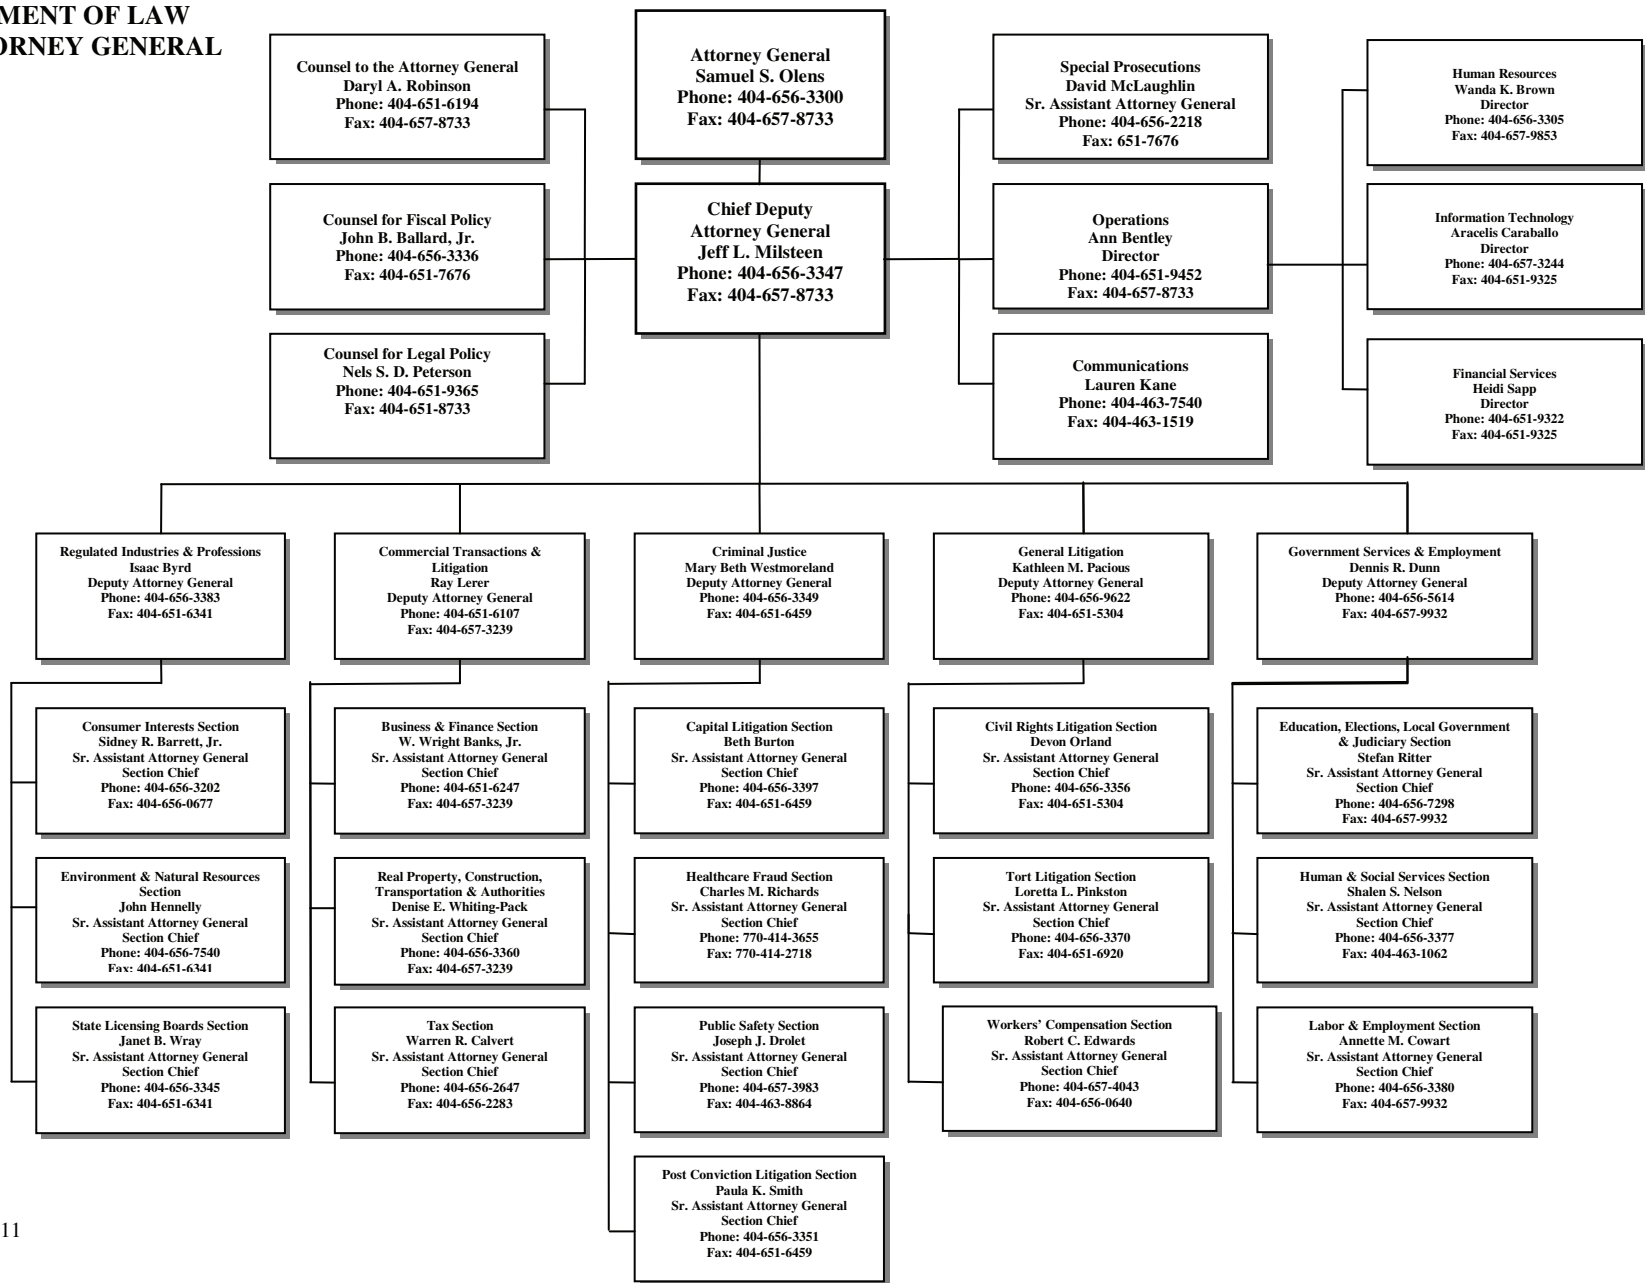 MENT OF LAW
ORNEY GENERAL
Counsel to the Attorney General
Daryl A. Robinson
Phone: 404-651-6194
Fax: 404-657-8733
Attorney General
Samuel S. Olens
Phone: 404-656-3300
Fax: 404-657-8733
Special Prosecutions
David McLaughlin
Sr. Assistant Attorney General
Phone: 404-656-2218
Fax: 651-7676
Human Resources
Wanda K. Brown
Director
Phone: 404-656-3305
Fax: 404-657-9853
Counsel for Fiscal Policy
John B. Ballard, Jr.
Phone: 404-656-3336
Fax: 404-651-7676
Chief Deputy
Attorney General
Jeff L. Milsteen
Phone: 404-656-3347
Fax: 404-657-8733
Operations
Ann Bentley
Director
Phone: 404-651-9452
Fax: 404-657-8733
Information Technology
Aracelis Caraballo
Director
Phone: 404-657-3244
Fax: 404-651-9325
Counsel for Legal Policy
Nels S. D. Peterson
Phone: 404-651-9365
Fax: 404-651-8733
Communications
Lauren Kane
Phone: 404-463-7540
Fax: 404-463-1519
Financial Services
Heidi Sapp
Director
Phone: 404-651-9322
Fax: 404-651-9325
Regulated Industries & Professions
Isaac Byrd
Deputy Attorney General
Phone: 404-656-3383
Fax: 404-651-6341
Commercial Transactions &
Litigation
Ray Lerer
Deputy Attorney General
Phone: 404-651-6107
Fax: 404-657-3239
Criminal Justice
Mary Beth Westmoreland
Deputy Attorney General
Phone: 404-656-3349
Fax: 404-651-6459
General Litigation
Kathleen M. Pacious
Deputy Attorney General
Phone: 404-656-9622
Fax: 404-651-5304
Government Services & Employment
Dennis R. Dunn
Deputy Attorney General
Phone: 404-656-5614
Fax: 404-657-9932
Consumer Interests Section
Sidney R. Barrett, Jr.
Sr. Assistant Attorney General
Section Chief
Phone: 404-656-3202
Fax: 404-656-0677
Business & Finance Section
W. Wright Banks, Jr.
Sr. Assistant Attorney General
Section Chief
Phone: 404-651-6247
Fax: 404-657-3239
Capital Litigation Section
Beth Burton
Sr. Assistant Attorney General
Section Chief
Phone: 404-656-3397
Fax: 404-651-6459
Civil Rights Litigation Section
Devon Orland
Sr. Assistant Attorney General
Section Chief
Phone: 404-656-3356
Fax: 404-651-5304
Education, Elections, Local Government
& Judiciary Section
Stefan Ritter
Sr. Assistant Attorney General
Section Chief
Phone: 404-656-7298
Fax: 404-657-9932
Environment & Natural Resources
Section
John Hennelly
Sr. Assistant Attorney General
Section Chief
Phone: 404-656-7540
Fax: 404-651-6341
Real Property, Construction,
Transportation & Authorities
Denise E. Whiting-Pack
Sr. Assistant Attorney General
Section Chief
Phone: 404-656-3360
Fax: 404-657-3239
Healthcare Fraud Section
Charles M. Richards
Sr. Assistant Attorney General
Section Chief
Phone: 770-414-3655
Fax: 770-414-2718
Tort Litigation Section
Loretta L. Pinkston
Sr. Assistant Attorney General
Section Chief
Phone: 404-656-3370
Fax: 404-651-6920
Human & Social Services Section
Shalen S. Nelson
Sr. Assistant Attorney General
Section Chief
Phone: 404-656-3377
Fax: 404-463-1062
State Licensing Boards Section
Janet B. Wray
Sr. Assistant Attorney General
Section Chief
Phone: 404-656-3345
Fax: 404-651-6341
Tax Section
Warren R. Calvert
Sr. Assistant Attorney General
Section Chief
Phone: 404-656-2647
Fax: 404-656-2283
Public Safety Section
Joseph J. Drolet
Sr. Assistant Attorney General
Section Chief
Phone: 404-657-3983
Fax: 404-463-8864
Workers' Compensation Section
Robert C. Edwards
Sr. Assistant Attorney General
Section Chief
Phone: 404-657-4043
Fax: 404-656-0640
Labor & Employment Section
Annette M. Cowart
Sr. Assistant Attorney General
Section Chief
Phone: 404-656-3380
Fax: 404-657-9932
Post Conviction Litigation Section
Paula K. Smith
Sr. Assistant Attorney General
Section Chief
Phone: 404-656-3351
Fax: 404-651-6459
11